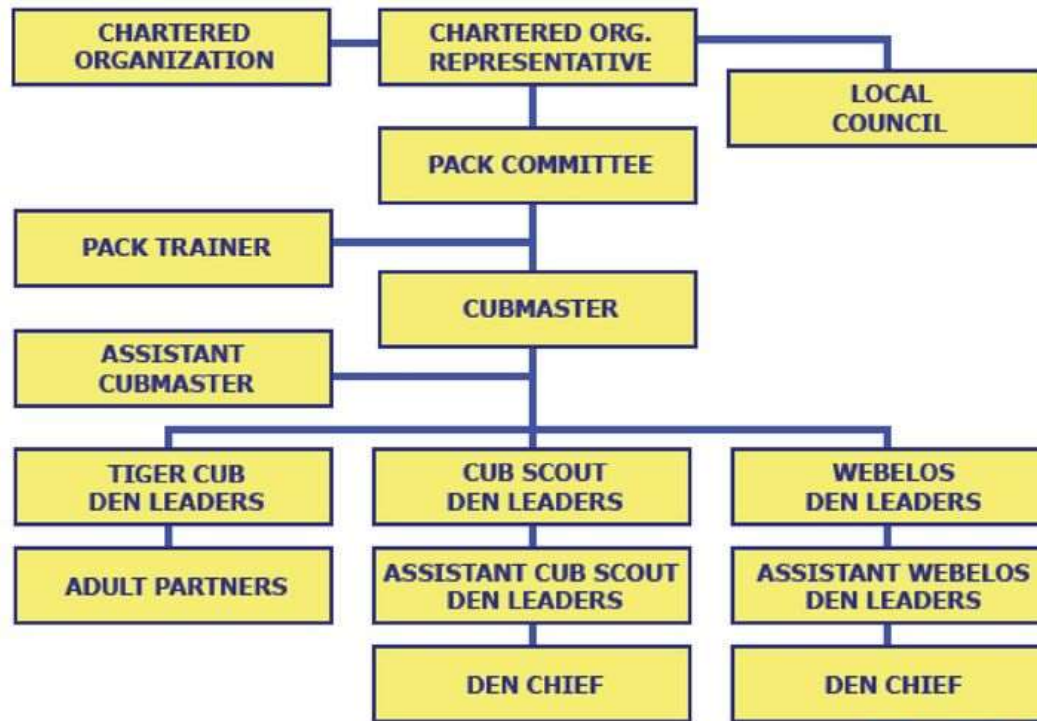 CHARTERED
ORGANIZATION
CHARTERED ORG.
REPRESENTATIVE
LOCAL
COUNCIL
PACK COMMITTEE
PACK TRAINER
CUBMASTER
ASSISTANT
CUBMASTER
TIGER CUB
DEN LEADERS
CUB SCOUT
DEN LEADERS
WEBELOS
DEN LEADERS
ADULT PARTNERS
ASSISTANT CUB SCOUT
DEN LEADERS
ASSISTANT WEBELOS
DEN LEADERS
DEN CHIEF
DEN CHIEF